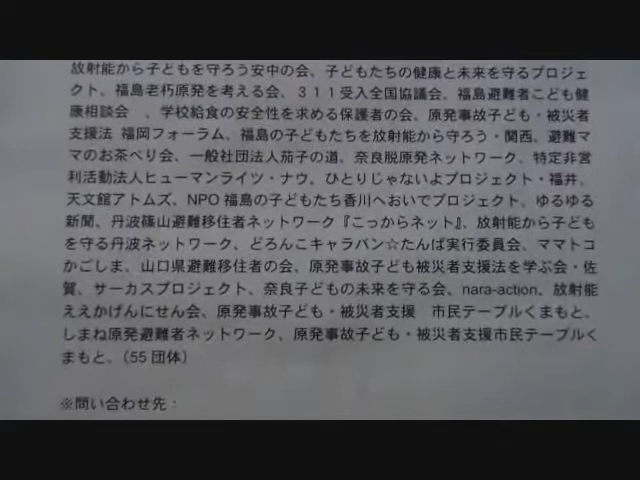 放射能から子どもを守ろう安中の会、子どもたちの健康と未来を守るプロジェ
クト、福島老朽原発を考える会、３１１受入全国協議会、福島避難者こども健
康相談会　、学校給食の安全性を求める保護者の会、原発事故子ども・被災者
支援法 福岡フォーラム、福島の子どもたちを放射能から守ろう・関西、避難マ
マのお茶べり会、一般社団法人茄子の道、奈良脱原発ネットワーク、特定非営
利活動法人ヒューマンライツ・ナウ、ひとりじゃないよプロジェクト・福井、
天文館アトムズ、NPO 福島の子どもたち香川へおいでプロジェクト、ゆるゆる
新聞、丹波篠山避難移住者ネットワーク『こっからネット』、放射能から子ども
を守る丹波ネットワーク、どろんこキャラバン☆たんば実行委員会、ママトコ
かごしま、山口県避難移住者の会、原発事故子ども被災者支援法を学ぶ会・佐
賀、サーカスプロジェクト、奈良子どもの未来を守る会、nara-action、放射能
ええかげんにせん会、原発事故子ども・被災者支援　市民テーブルくまもと、
しまね原発避難者ネットワーク、原発事故子ども・被災者支援市民テーブルく
まもと、（55 団体）
※問い合わせ先：